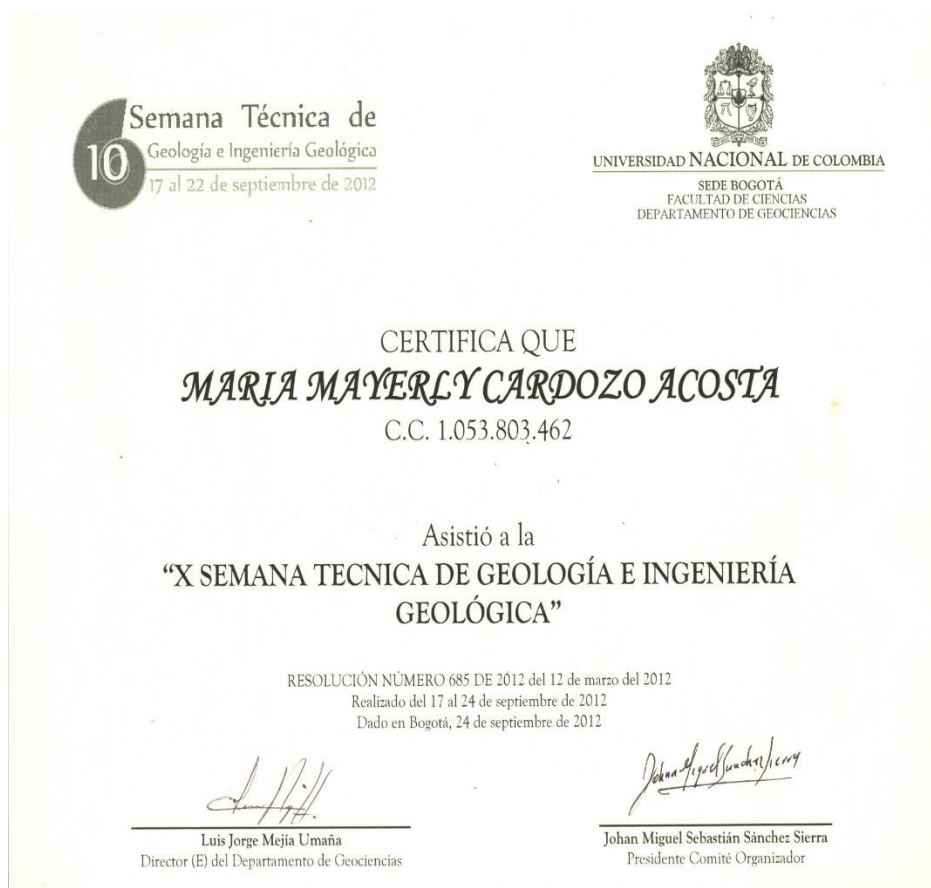 10
Semana Técnica de
Geología e Ingeniería Geológica
17 al 22 de septiembre de 2012
UNIVERSIDAD NACIONAL DE COLOMBIA
SEDE BOGOTÁ
FACULTAD DE CIENCIAS
DEPARTAMENTO DE GEOCIENCIAS
CERTIFICA QUE
MARIA MAYERLY CARDOZO ACOSTA
C.C. 1.053.803.462
Asistió a la
“X SEMANA TECNICA DE GEOLOGÍA E INGENIERÍA
GEOLÓGICA”
RESOLUCIÓN NÚMERO 685 DE 2012 del 12 de marzo del 2012
Realizado del 17 al 24 de septiembre de 2012
Dado en Bogotá, 24 de septiembre de 2012
Johan Miguel Sanchez Sierra
Luis Jorge Mejía Umaña
Director (E) del Departamento de Geociencias
Johan Miguel Sebastián Sánchez Sierra
Presidente Comité Organizador